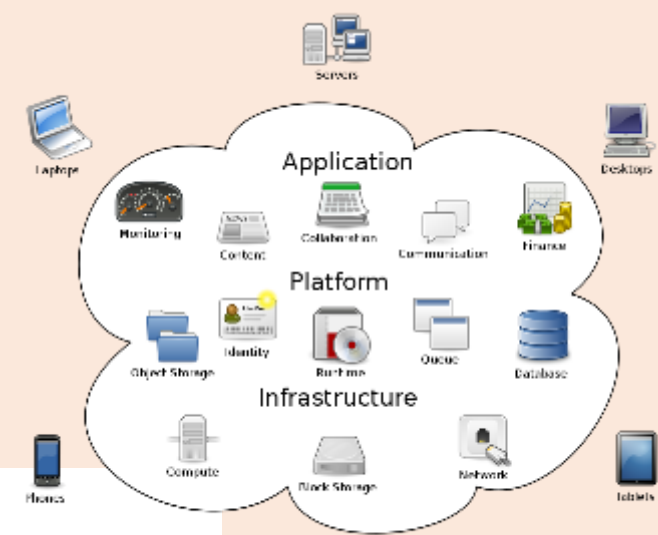 Servers
Laptops
Desktops
Application
Monitoring
Content
Collaboration
Communication
Finance
Platform
Object Storage
Identity
Runtime
Queue
Database
Infrastructure
Compute
Block Storage
Network
Phones
Tablets